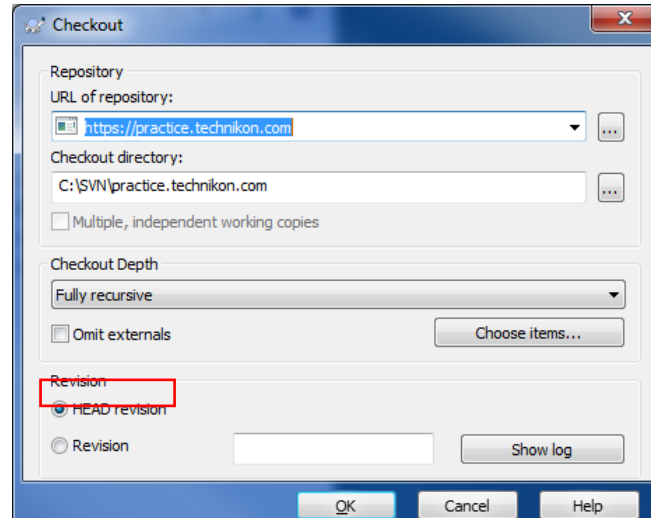 Checkout
Repository
URL of repository:
https://practice.technikon.com
...
Checkout directory:
C:\SVN\practice.technikon.com
...
Multiple, independent working copies
Checkout Depth
Fully recursive
Omit externals
Choose items...
Revision
HEAD revision
Revision
Show log
OK
Cancel
Help